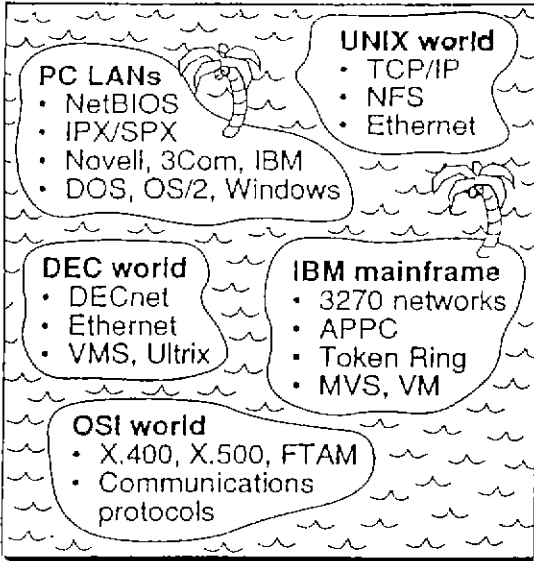 PC LANs
• NetBIOS
• IPX/SPX
• Novell, 3Com, IBM
• DOS, OS/2, Windows
UNIX world
• TCP/IP
• NFS
• Ethernet
DEC world
• DECnet
• Ethernet
• VMS, Ultrix
IBM mainframe
• 3270 networks
• APPC
• Token Ring
• MVS, VM
OSI world
• X.400, X.500, FTAM
• Communications
protocols